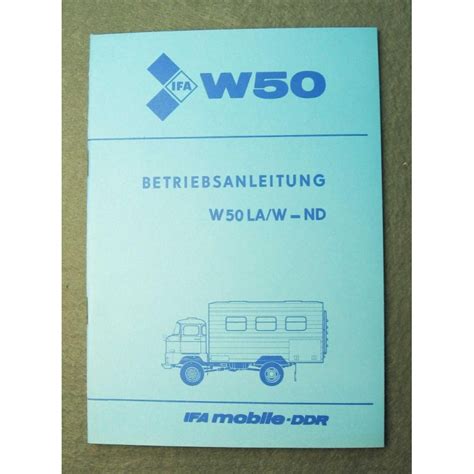 IFA W50
BETRIEBSANLEITUNG
W50 LA/W – ND
IFA mobile-DDR